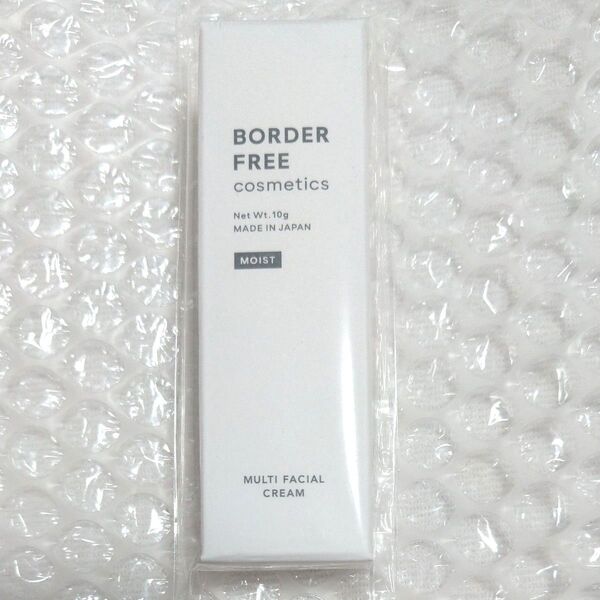 BORDER
FREE
cosmetics
Net Wt.10g
MADE IN JAPAN
MOIST
MULTI FACIAL
CREAM